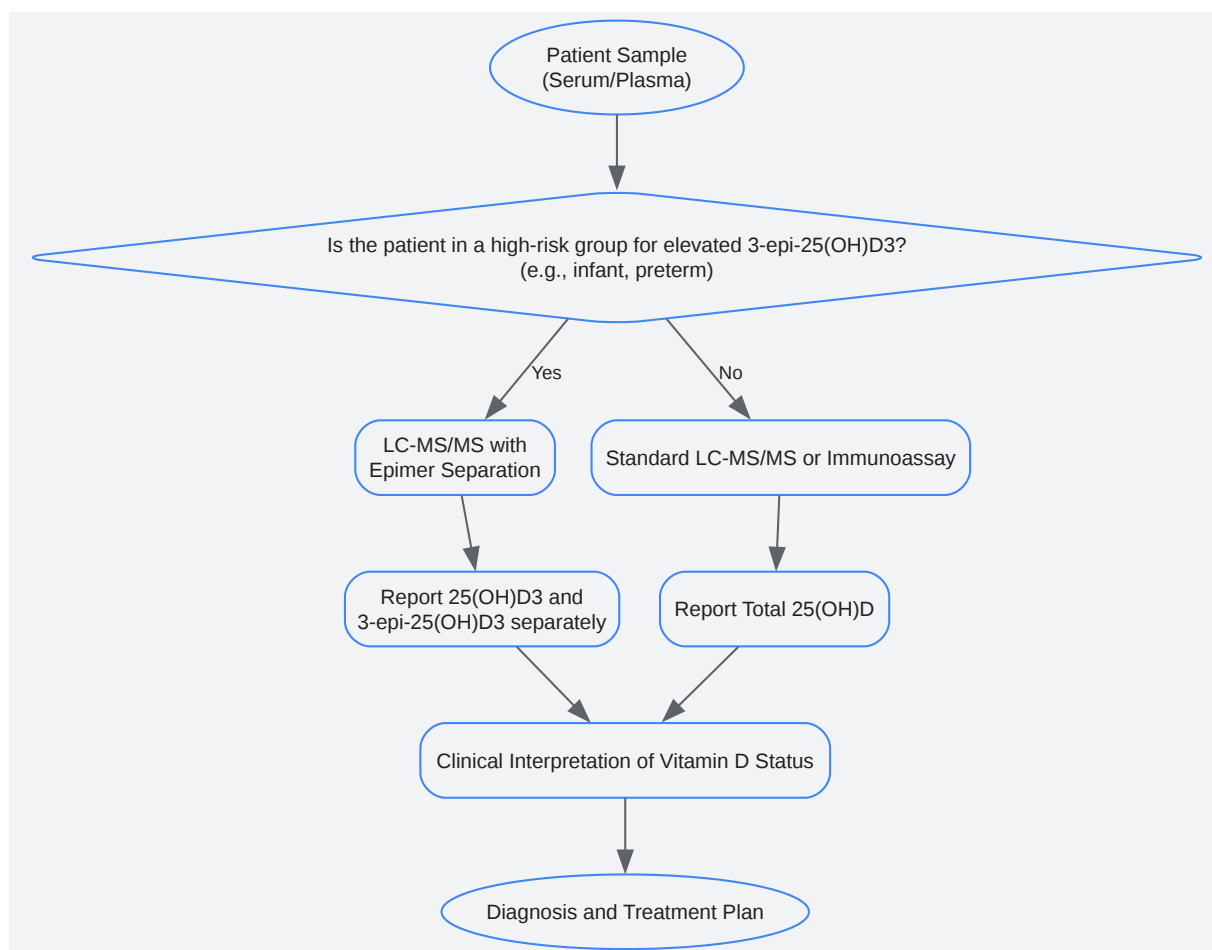 Patient Sample
(Serum/Plasma)
Is the patient in a high-risk group for elevated 3-epi-25(OH)D3?
(e.g., infant, preterm)
Yes
No
LC-MS/MS with
Epimer Separation
Standard LC-MS/MS or Immunoassay
Report 25(OH)D3 and
3-epi-25(OH)D3 separately
Report Total 25(OH)D
Clinical Interpretation of Vitamin D Status
Diagnosis and Treatment Plan